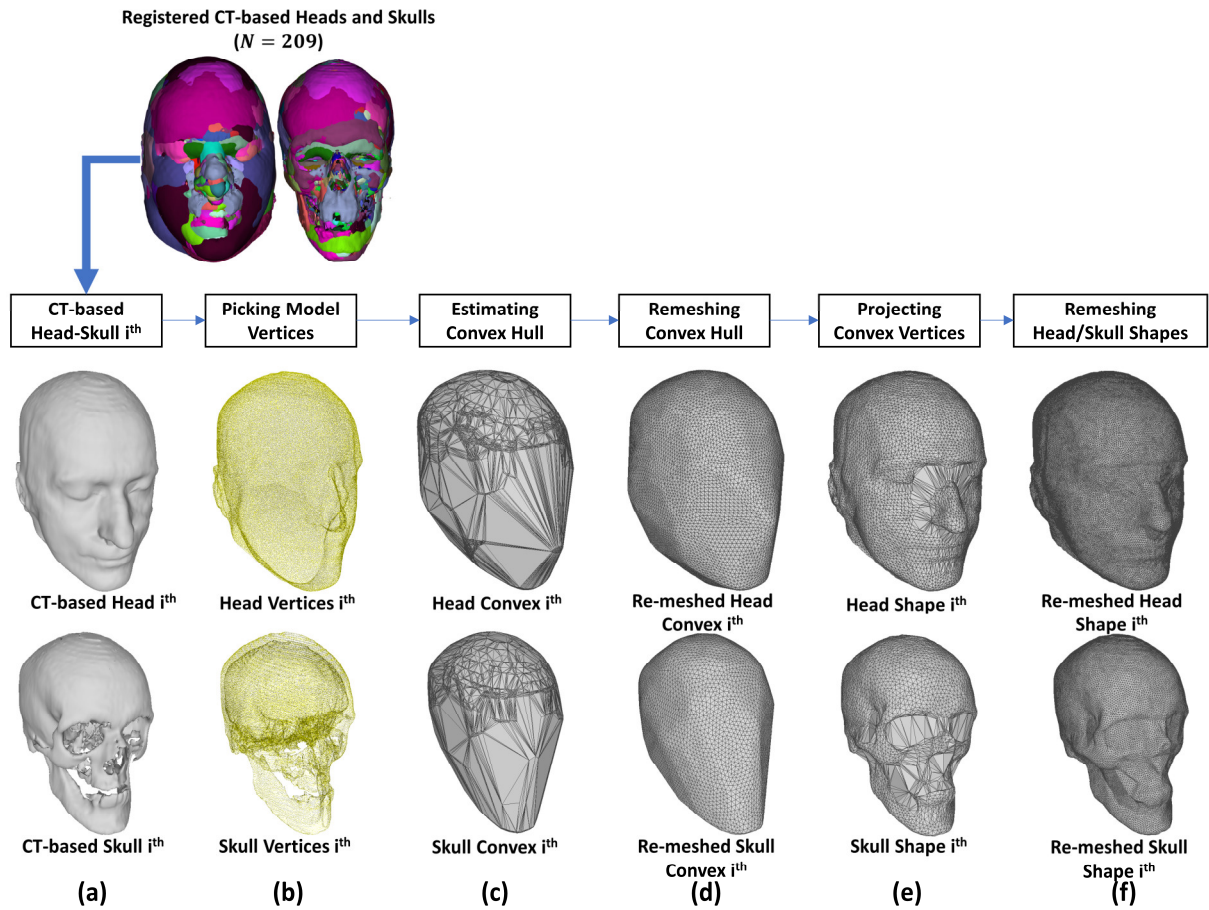 Registered CT-based Heads and Skulls
(N = 209)
CT-based
Head-Skull iᵗʰ
Picking Model
Vertices
Estimating
Convex Hull
Remeshing
Convex Hull
Projecting
Convex Vertices
Remeshing
Head/Skull Shapes
CT-based Head iᵗʰ
Head Vertices iᵗʰ
Head Convex iᵗʰ
Re-meshed Head
Convex iᵗʰ
Head Shape iᵗʰ
Re-meshed Head
Shape iᵗʰ
CT-based Skull iᵗʰ
Skull Vertices iᵗʰ
Skull Convex iᵗʰ
Re-meshed Skull
Convex iᵗʰ
Skull Shape iᵗʰ
Re-meshed Skull
Shape iᵗʰ
(a)
(b)
(c)
(d)
(e)
(f)